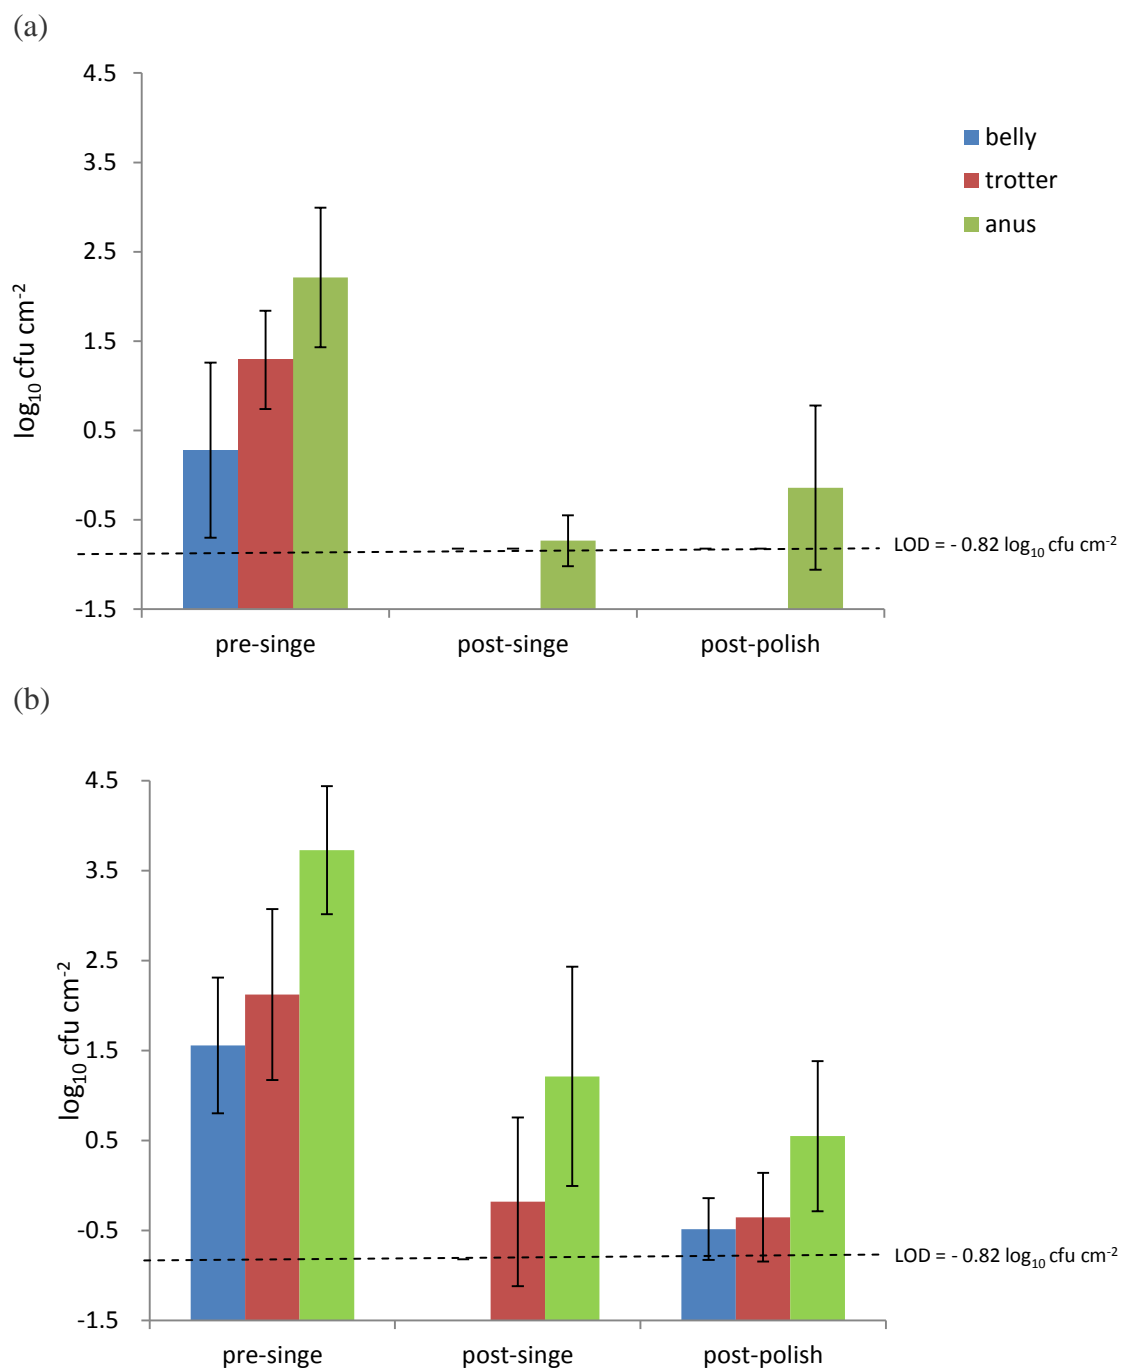 (a)
4.5
3.5
2.5
1.5
0.5
-0.5
-1.5
log₁₀ cfu cm⁻²
belly
trotter
anus
LOD = - 0.82 log₁₀ cfu cm⁻²
pre-singe post-singe post-polish
(b)
4.5
3.5
2.5
1.5
0.5
-0.5
-1.5
log₁₀ cfu cm⁻²
LOD = - 0.82 log₁₀ cfu cm⁻²
pre-singe post-singe post-polish